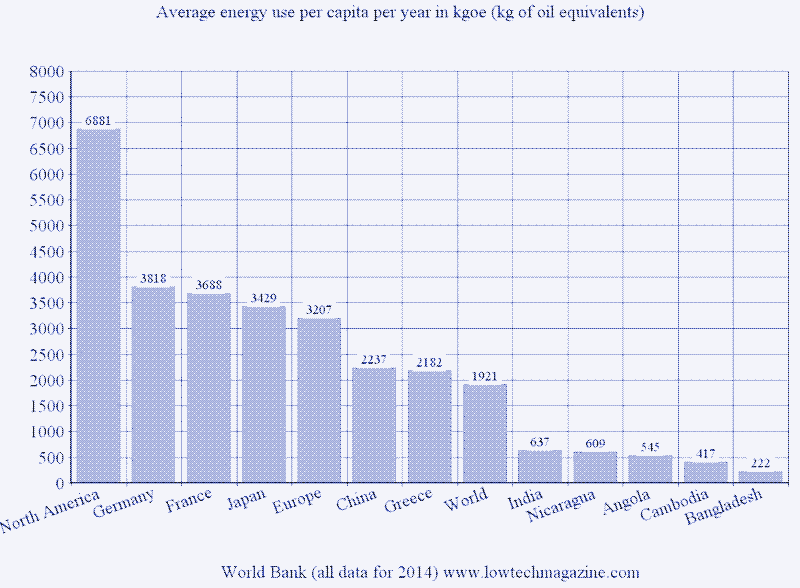 Average energy use per capita per year in kgoe (kg of oil equivalents)
8000
7500
7000
6500
6000
5500
5000
4500
4000
3500
3000
2500
2000
1500
1000
500
0
6881
3818
3688
3429
3207
2237
2182
1921
637
609
545
417
222
North America
Germany
France
Japan
Europe
China
Greece
World
India
Nicaragua
Angola
Cambodia
Bangladesh
World Bank (all data for 2014) www.lowtechmagazine.com